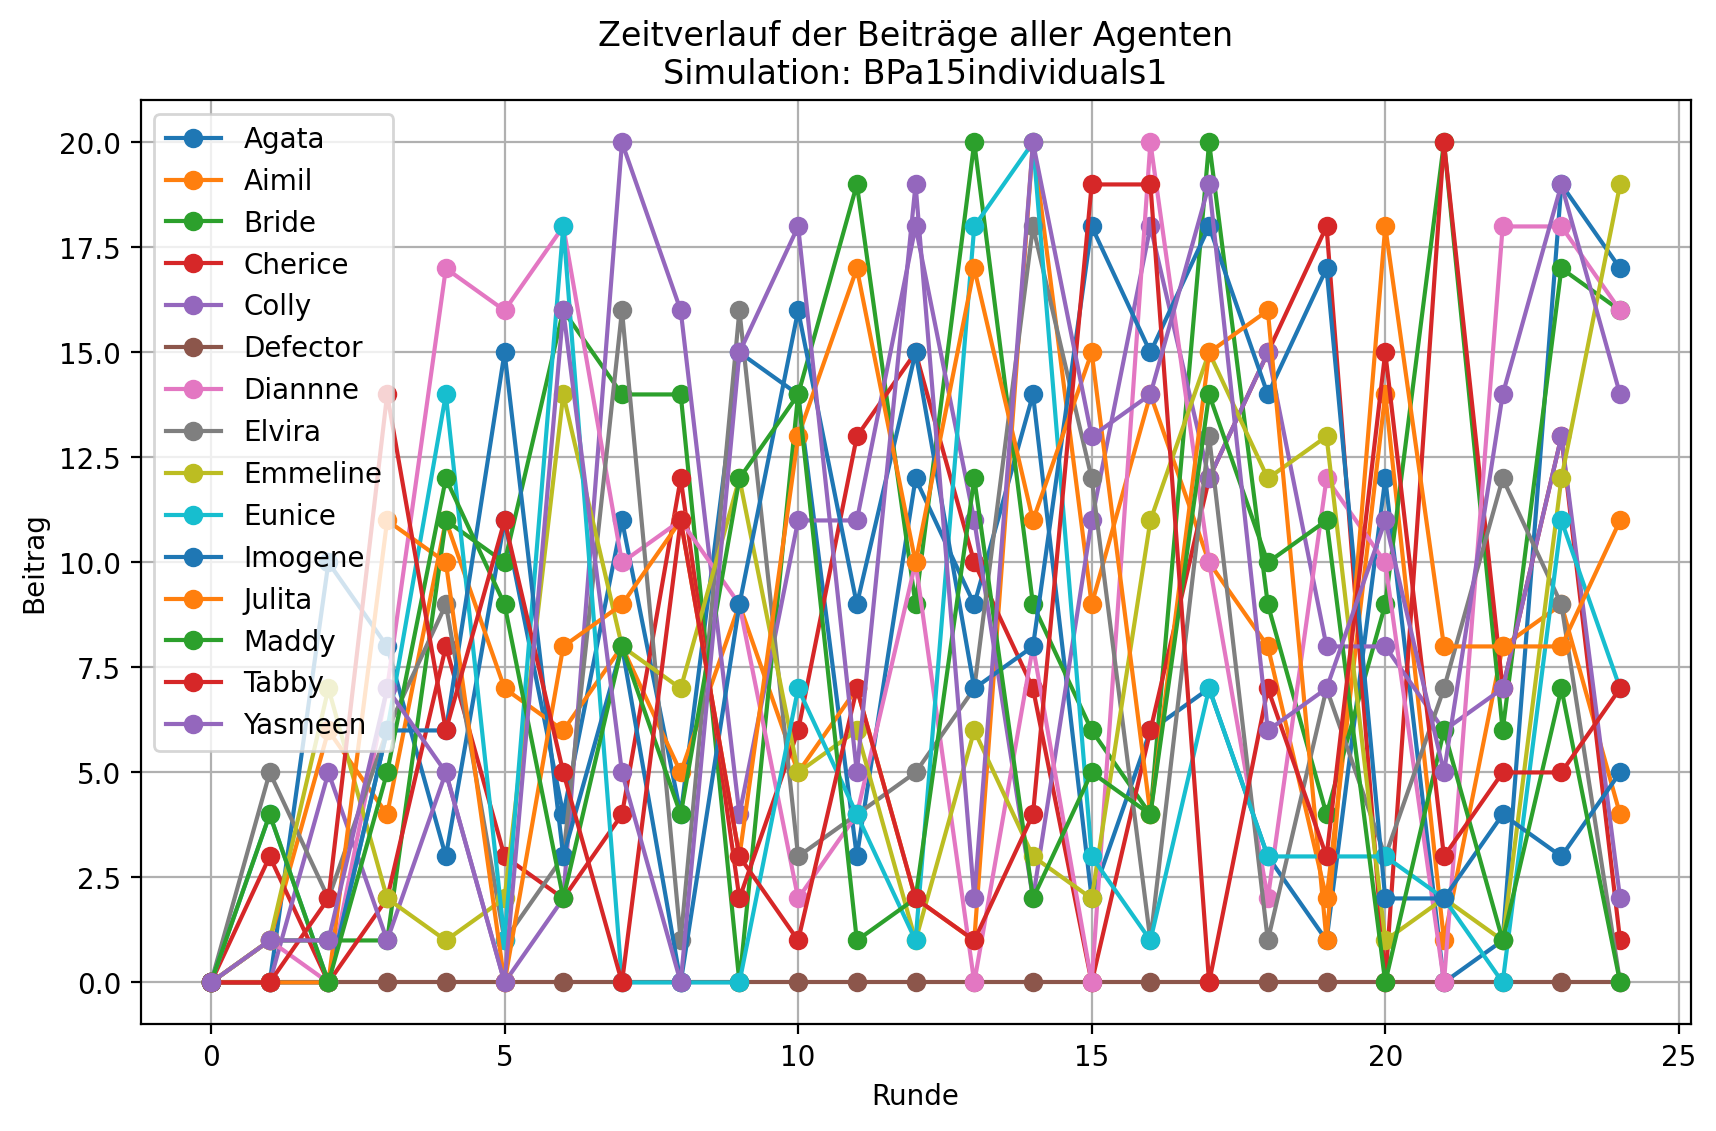 Zeitverlauf der Beiträge aller Agenten
Simulation: BPa15individuals1
Agata
Aimil
Bride
Cherice
Colly
Defector
Diannne
Elvira
Emmeline
Eunice
Imogene
Julita
Maddy
Tabby
Yasmeen
Beitrag
20.0
17.5
15.0
12.5
10.0
7.5
5.0
2.5
0.0
0 5 10 15 20 25
Runde